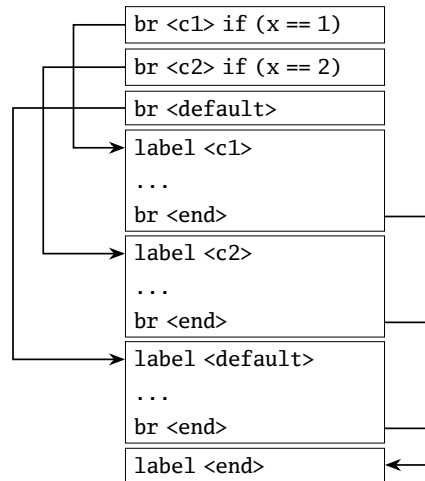 br <c1> if (x == 1)
br <c2> if (x == 2)
br <default>
label <c1>
...
br <end>
label <c2>
...
br <end>
label <default>
...
br <end>
label <end>